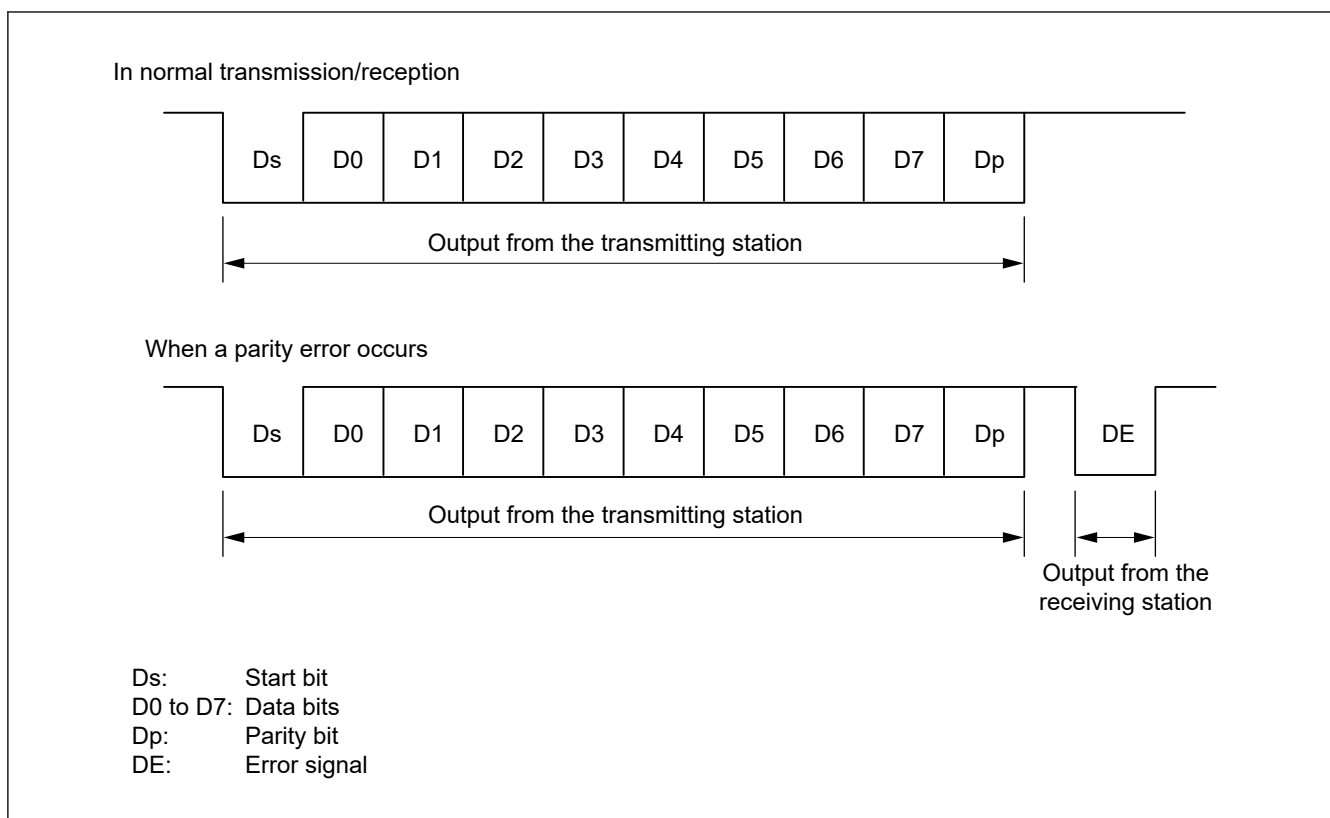 In normal transmission/reception
Ds D0 D1 D2 D3 D4 D5 D6 D7 Dp
Output from the transmitting station
When a parity error occurs
Ds D0 D1 D2 D3 D4 D5 D6 D7 Dp DE
Output from the transmitting station
Output from the
receiving station
Ds: Start bit
D0 to D7: Data bits
Dp: Parity bit
DE: Error signal